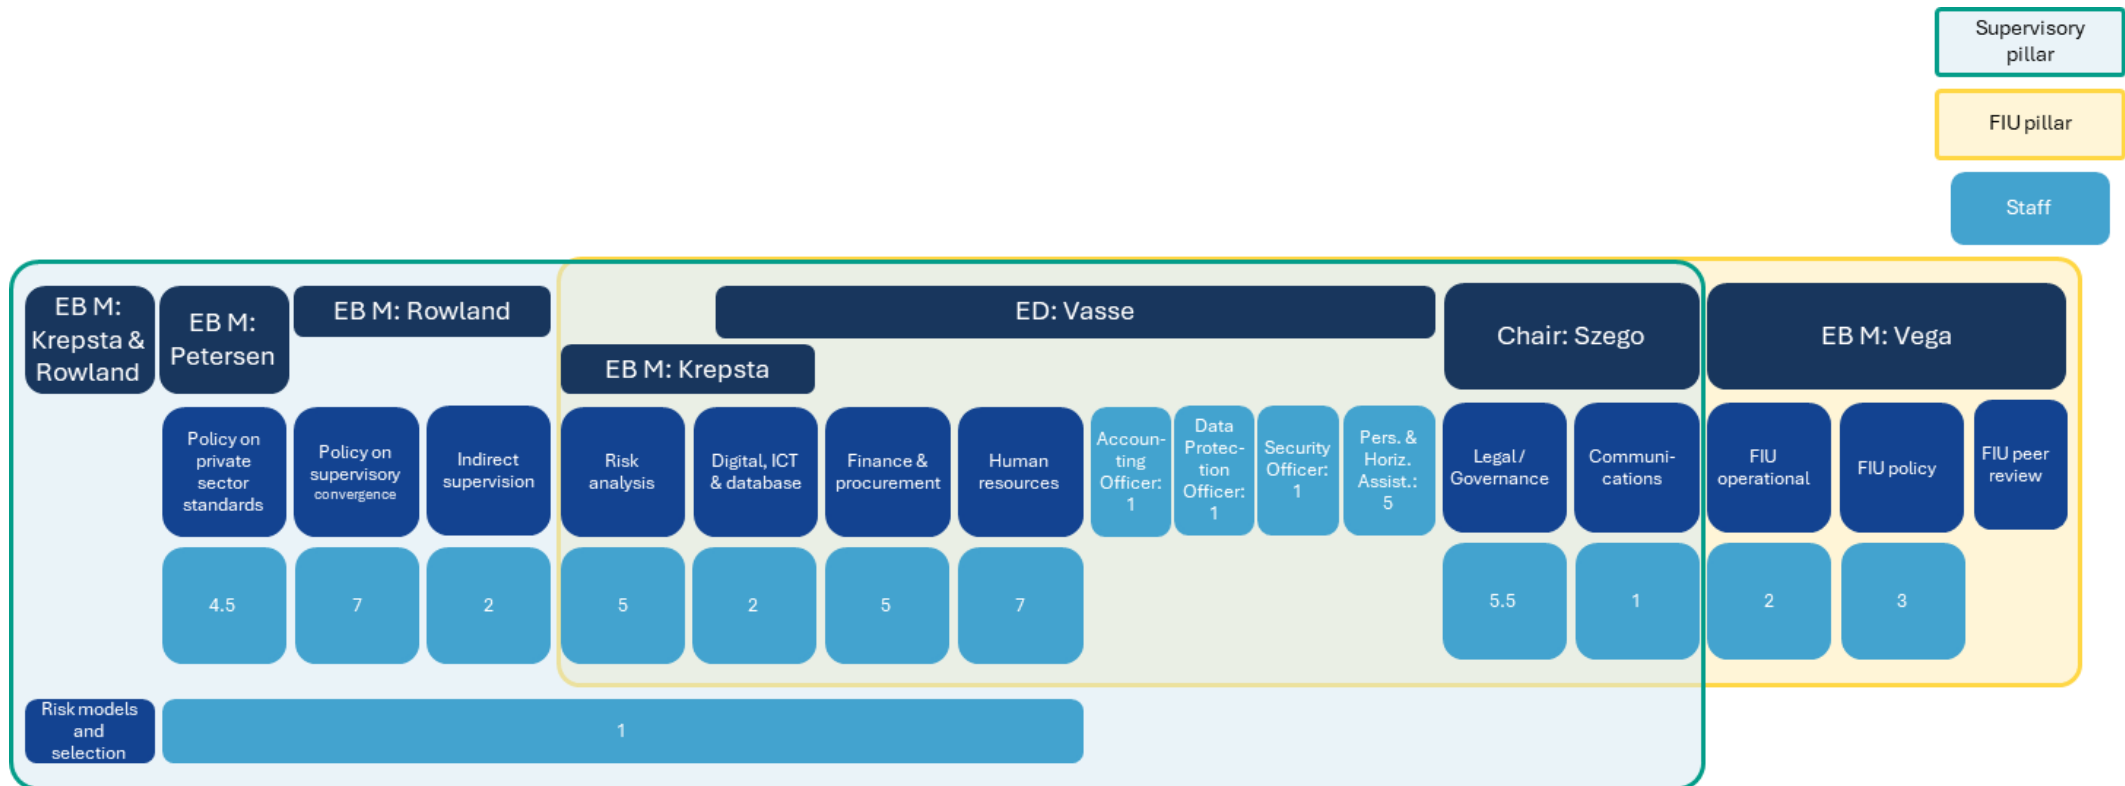 Supervisory
pillar
FIU pillar
Staff
EB M:
Krepsta &
Rowland
EB M:
Petersen
EB M: Rowland
ED: Vasse
EB M: Krepsta
Chair: Szego
EB M: Vega
Policy on
private
sector
standards
Policy on
supervisory
convergence
Indirect
supervision
Risk
analysis
Digital, ICT
& database
Finance &
procurement
Human
resources
Accoun-
ting
Officer:
1
Data
Protec-
tion
Officer:
1
Security
Officer:
1
Pers. &
Horiz.
Assist.:
5
Legal /
Governance
Communi-
cations
FIU
operational
FIU policy
FIU peer
review
4.5
7
2
5
2
5
7
5.5
1
2
3
Risk models
and
selection
1